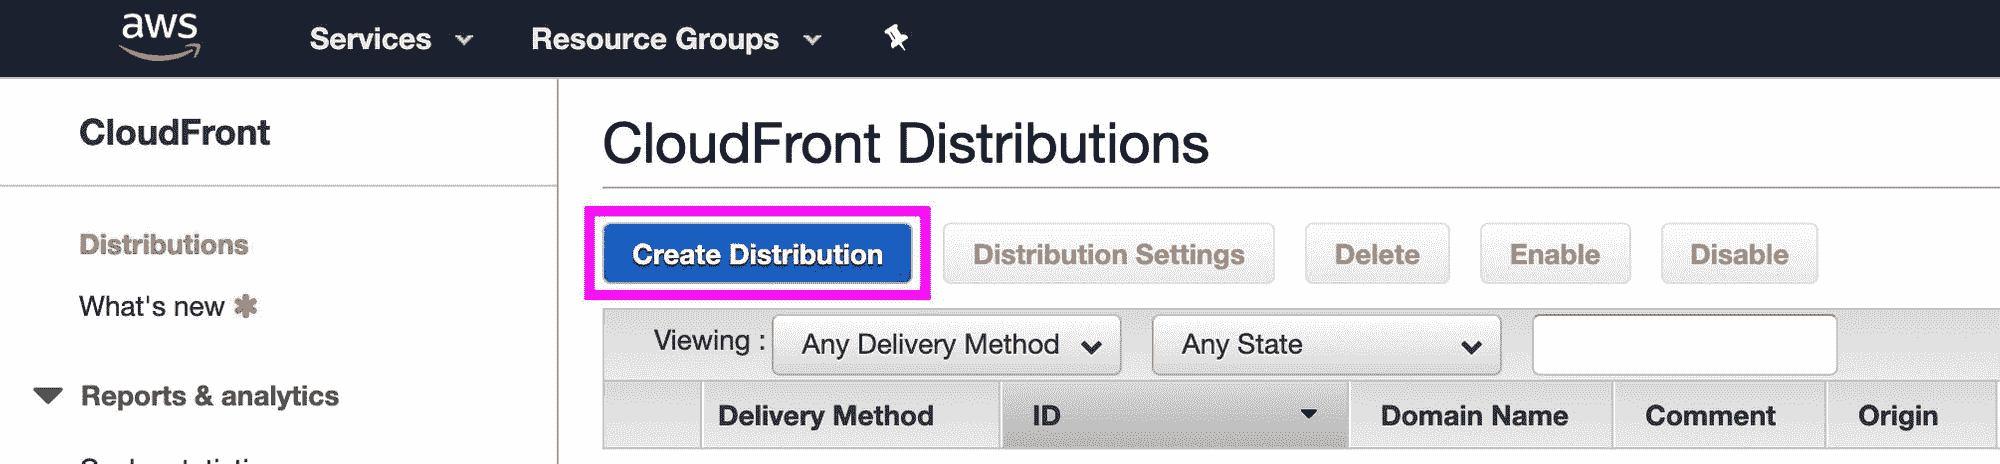 aws Services Resource Groups
CloudFront
Distributions
What's new *
Reports & analytics
CloudFront Distributions
Create Distribution Distribution Settings Delete Enable Disable
Viewing : Any Delivery Method Any State
Delivery Method ID Domain Name Comment Origin